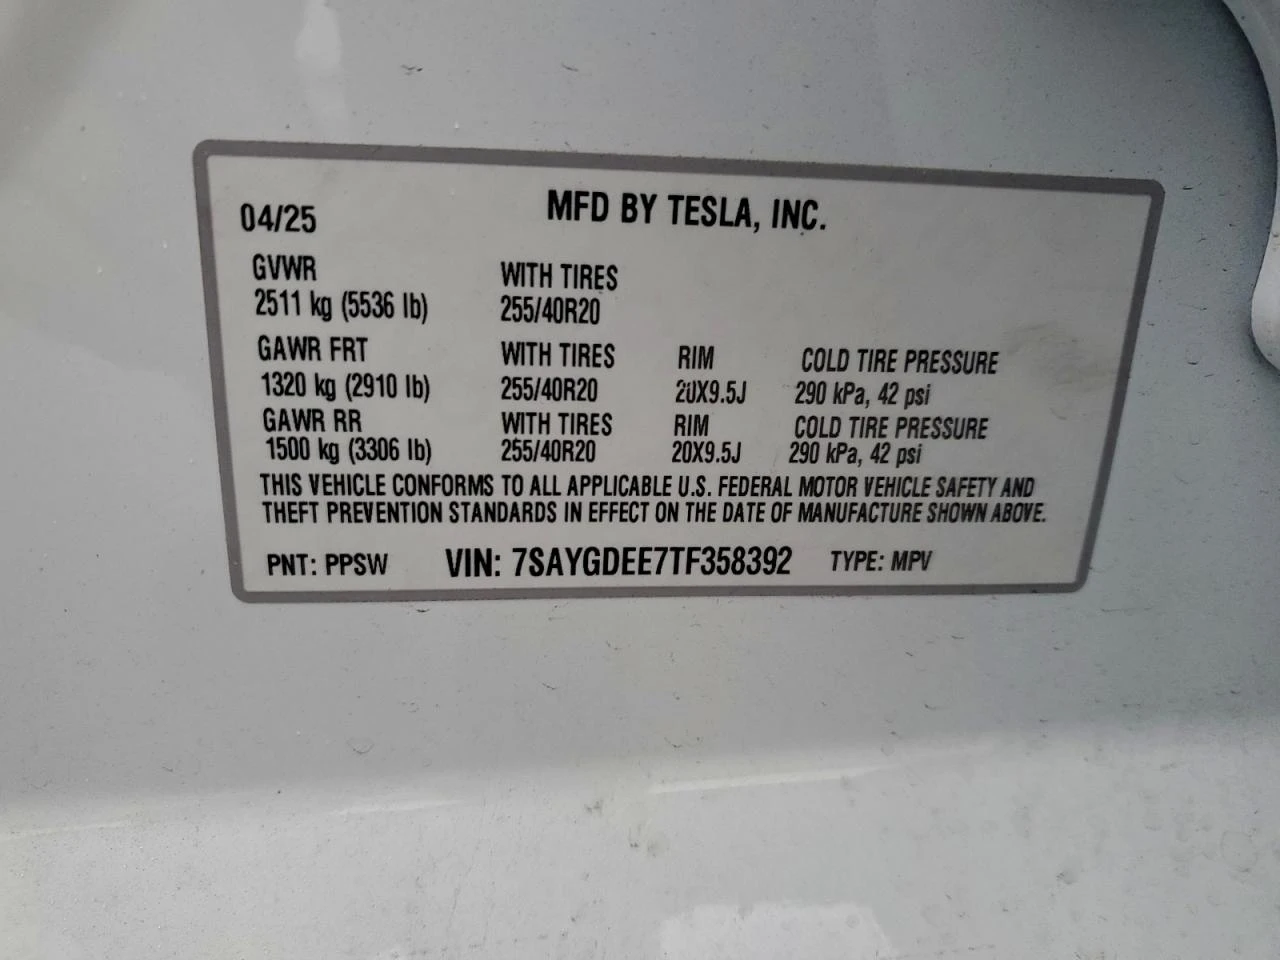 04/25 MFD BY TESLA, INC.
GVWR WITH TIRES
2511 kg (5536 lb) 255/40R20
GAWR FRT WITH TIRES RIM COLD TIRE PRESSURE
1320 kg (2910 lb) 255/40R20 20X9.5J 290 kPa, 42 psi
GAWR RR WITH TIRES RIM COLD TIRE PRESSURE
1500 kg (3306 lb) 255/40R20 20X9.5J 290 kPa, 42 psi
THIS VEHICLE CONFORMS TO ALL APPLICABLE U.S. FEDERAL MOTOR VEHICLE SAFETY AND
THEFT PREVENTION STANDARDS IN EFFECT ON THE DATE OF MANUFACTURE SHOWN ABOVE.
PNT: PPSW VIN: 7SAYGDEE7TF358392 TYPE: MPV